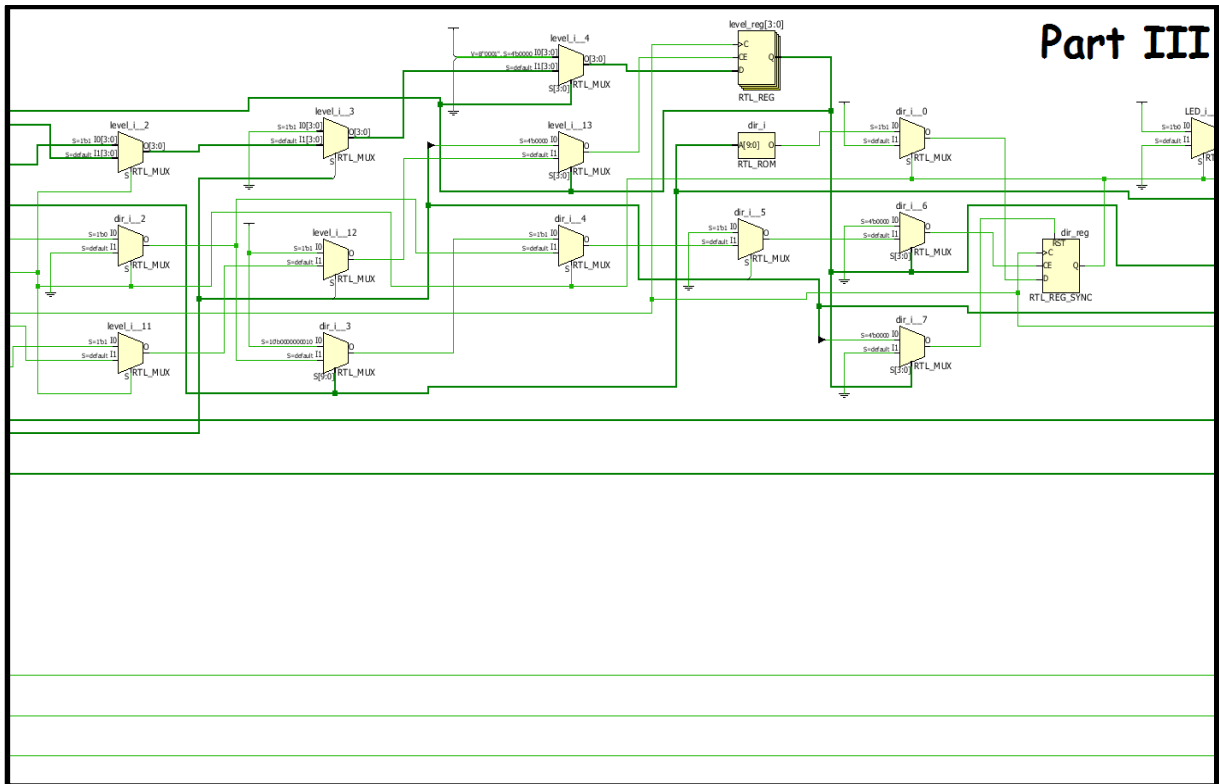 Part III
level_i__4
V=B"0001", S=4'b0000 I0[3:0]
S=default I1[3:0]
O[3:0]
S[3:0]
RTL_MUX
level_reg[3:0]
C
CE
D
Q
RTL_REG
level_i__2
S=1'b1 I0[3:0]
S=default I1[3:0]
O[3:0]
S
RTL_MUX
level_i__3
S=1'b1 I0[3:0]
S=default I1[3:0]
O[3:0]
S
RTL_MUX
level_i__13
S=4'b0000 I0
S=default I1
O
S[3:0]
RTL_MUX
dir_i
A[9:0]
O
RTL_ROM
dir_i__0
S=1'b1 I0
S=default I1
O
S
RTL_MUX
LED_i_
S=1'b0 I0
S=default I1
S
RT
dir_i__2
S=1'b0 I0
S=default I1
O
S
RTL_MUX
level_i__12
S=1'b1 I0
S=default I1
O
S
RTL_MUX
dir_i__4
S=1'b0 I0
S=default I1
O
S
RTL_MUX
dir_i__5
S=1'b1 I0
S=default I1
O
S
RTL_MUX
dir_i__6
S=4'b0000 I0
S=default I1
O
S[3:0]
RTL_MUX
dir_reg
RST
C
CE
D
Q
RTL_REG_SYNC
level_i__11
S=1'b1 I0
S=default I1
O
S
RTL_MUX
dir_i__3
S=10'b0000000010 I0
S=default I1
O
S[9:0]
RTL_MUX
dir_i__7
S=4'b0000 I0
S=default I1
O
S[3:0]
RTL_MUX